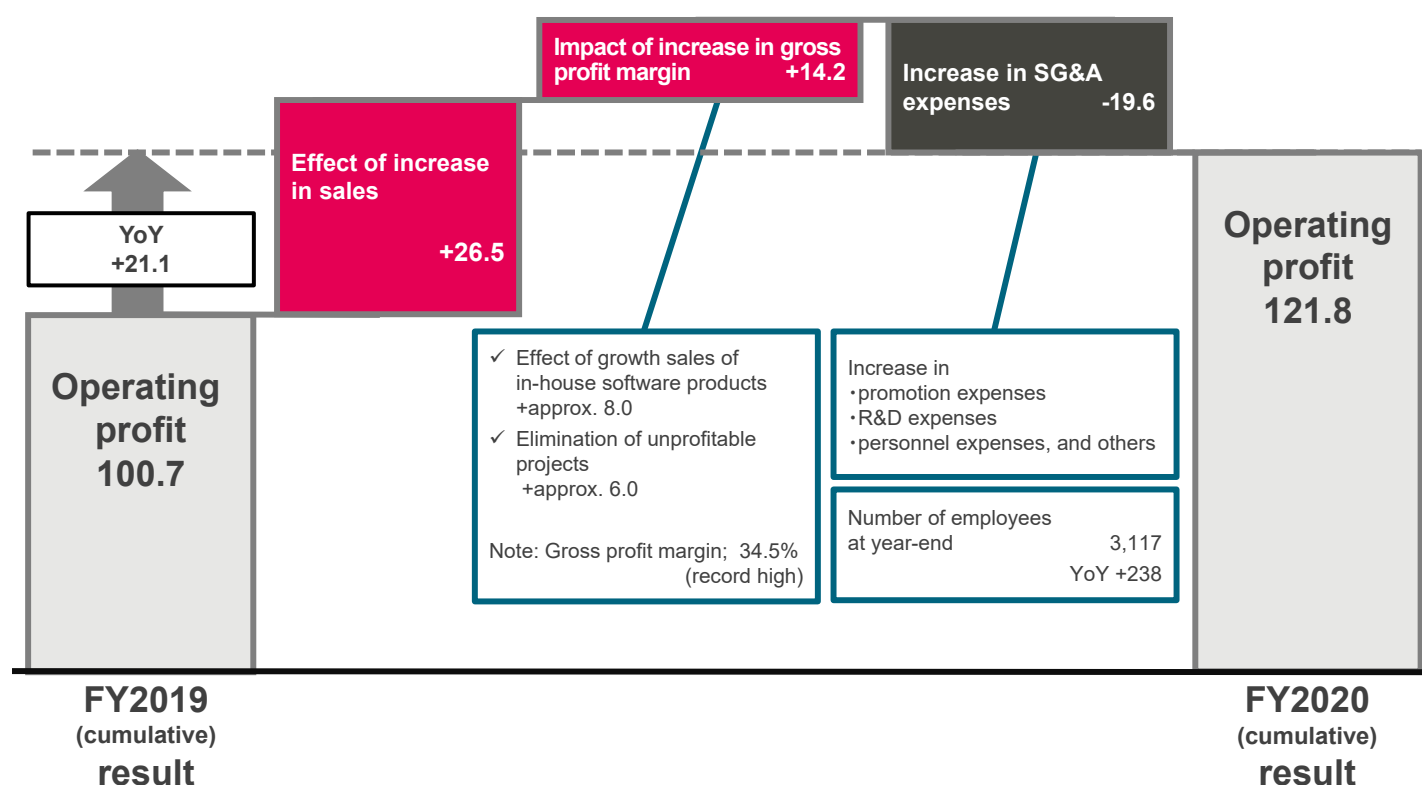 Impact of increase in gross
profit margin +14.2
Increase in SG&A
expenses -19.6
Effect of increase
in sales
+26.5
YoY
+21.1
Operating
profit
100.7
Operating
profit
121.8
✓ Effect of growth sales of
in-house software products
+approx. 8.0
✓ Elimination of unprofitable
projects
+approx. 6.0
Note: Gross profit margin; 34.5%
(record high)
Increase in
・promotion expenses
・R&D expenses
・personnel expenses, and others
Number of employees
at year-end 3,117
YoY +238
FY2019
(cumulative)
result
FY2020
(cumulative)
result